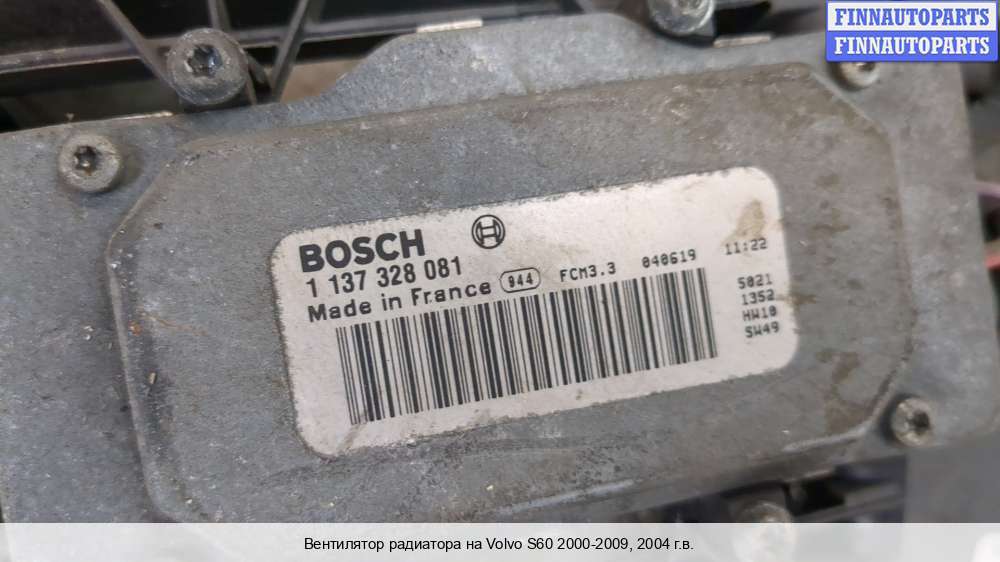 FINNAUTOPARTS
FINNAUTOPARTS
BOSCH
1 137 328 081
Made in France 944 FCM3.3 040619 11:22
5021
1352
HW10
SW49
Вентилятор радиатора на Volvo S60 2000-2009, 2004 г.в.